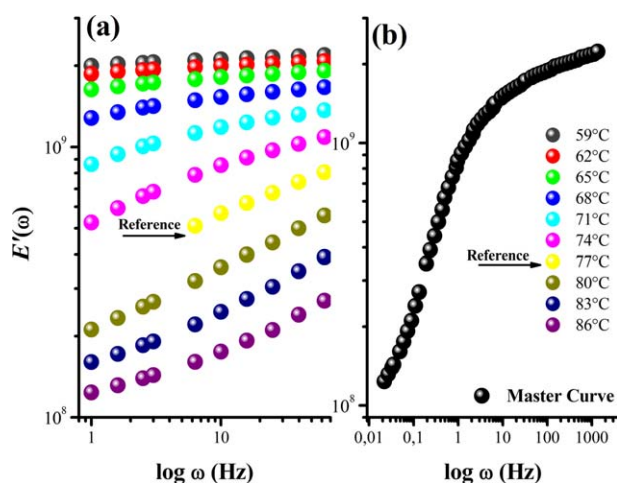 (a)
E'(ω)
10⁹
10⁸
Reference
1
10
log ω (Hz)
(b)
10⁹
10⁸
59°C
62°C
65°C
68°C
71°C
74°C
Reference
77°C
80°C
83°C
86°C
Master Curve
0,01
0,1
1
10
100
1000
log ω (Hz)